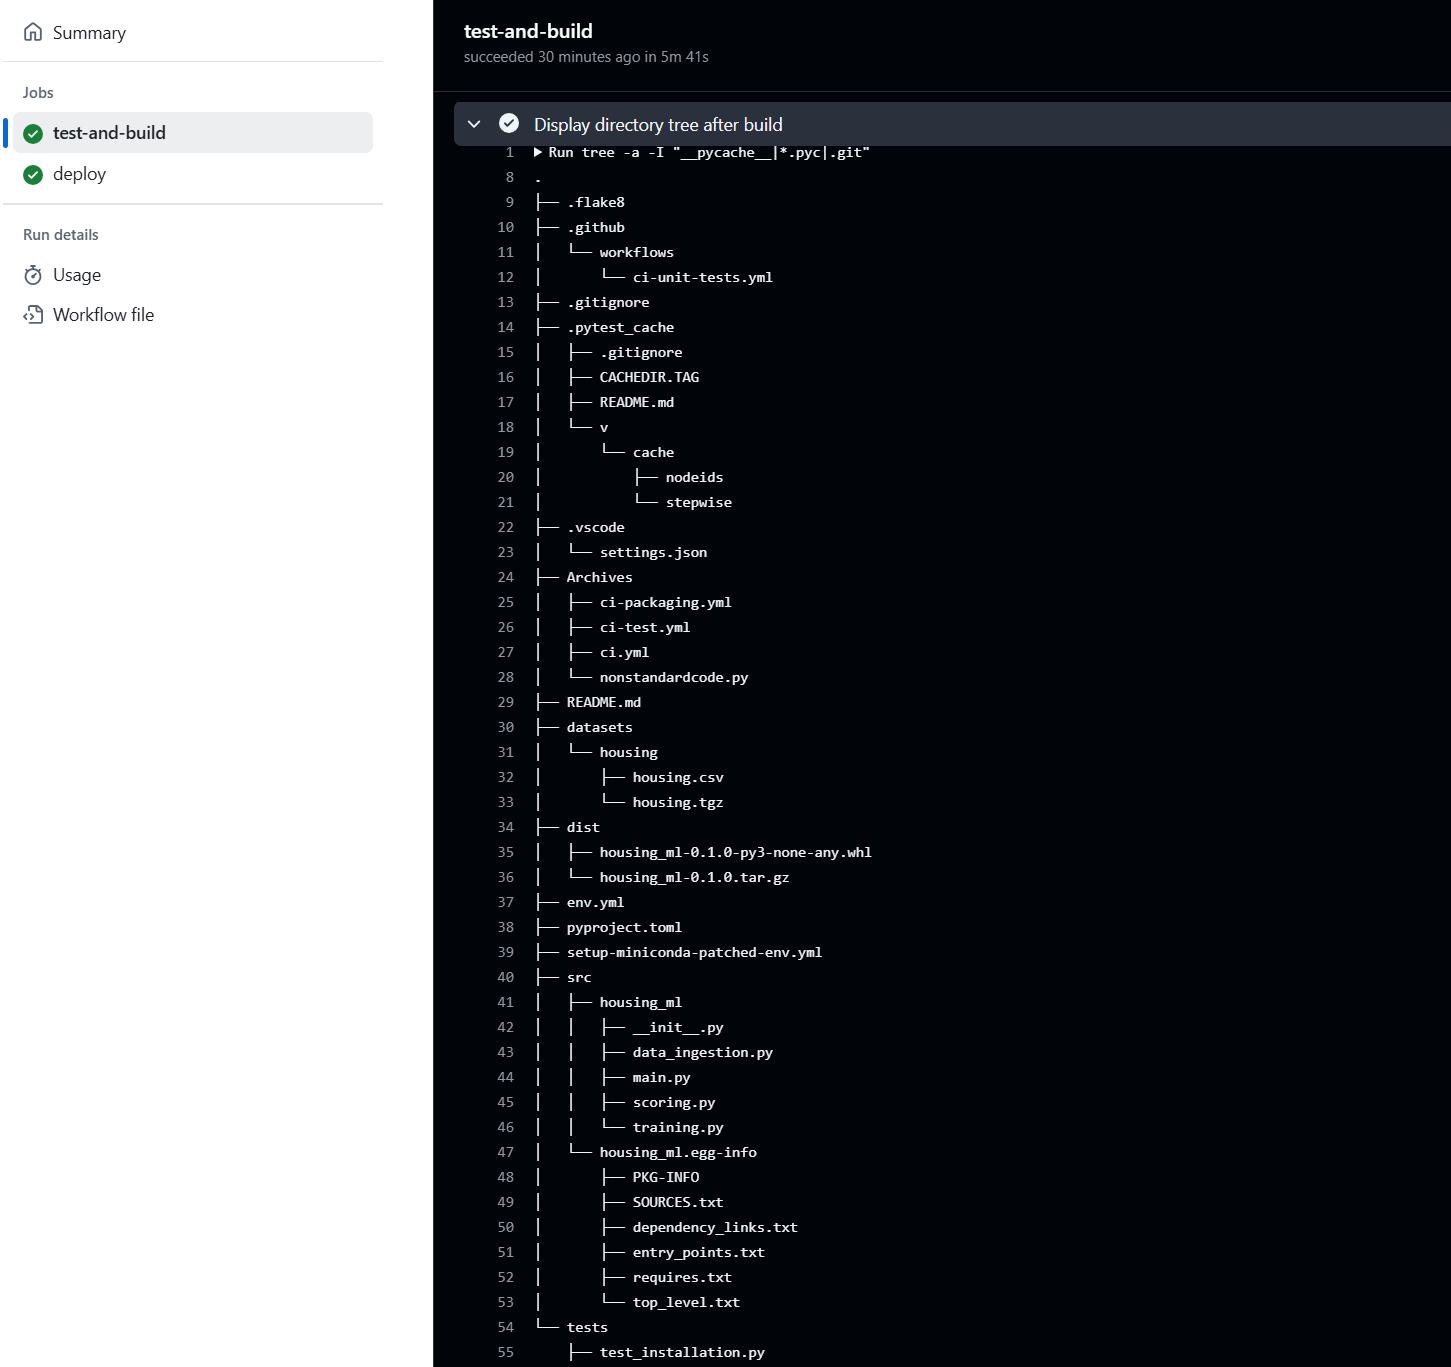 Summary
Jobs
test-and-build
deploy
Run details
Usage
Workflow file
test-and-build
succeeded 30 minutes ago in 5m 41s
Display directory tree after build
1 ▶ Run tree -a -I "__pycache__|*.pyc|.git"
8 .
9 ├── .flake8
10 ├── .github
11 │   └── workflows
12 │       └── ci-unit-tests.yml
13 ├── .gitignore
14 ├── .pytest_cache
15 │   ├── .gitignore
16 │   ├── CACHEDIR.TAG
17 │   ├── README.md
18 │   └── v
19 │       └── cache
20 │           ├── nodeids
21 │           └── stepwise
22 ├── .vscode
23 │   └── settings.json
24 ├── Archives
25 │   ├── ci-packaging.yml
26 │   ├── ci-test.yml
27 │   ├── ci.yml
28 │   └── nonstandardcode.py
29 ├── README.md
30 ├── datasets
31 │   └── housing
32 │       ├── housing.csv
33 │       └── housing.tgz
34 ├── dist
35 │   ├── housing_ml-0.1.0-py3-none-any.whl
36 │   └── housing_ml-0.1.0.tar.gz
37 ├── env.yml
38 ├── pyproject.toml
39 ├── setup-miniconda-patched-env.yml
40 ├── src
41 │   ├── housing_ml
42 │   │   ├── __init__.py
43 │   │   ├── data_ingestion.py
44 │   │   ├── main.py
45 │   │   ├── scoring.py
46 │   │   └── training.py
47 │   └── housing_ml.egg-info
48 │       ├── PKG-INFO
49 │       ├── SOURCES.txt
50 │       ├── dependency_links.txt
51 │       ├── entry_points.txt
52 │       ├── requires.txt
53 │       └── top_level.txt
54 └── tests
55     ├── test_installation.py